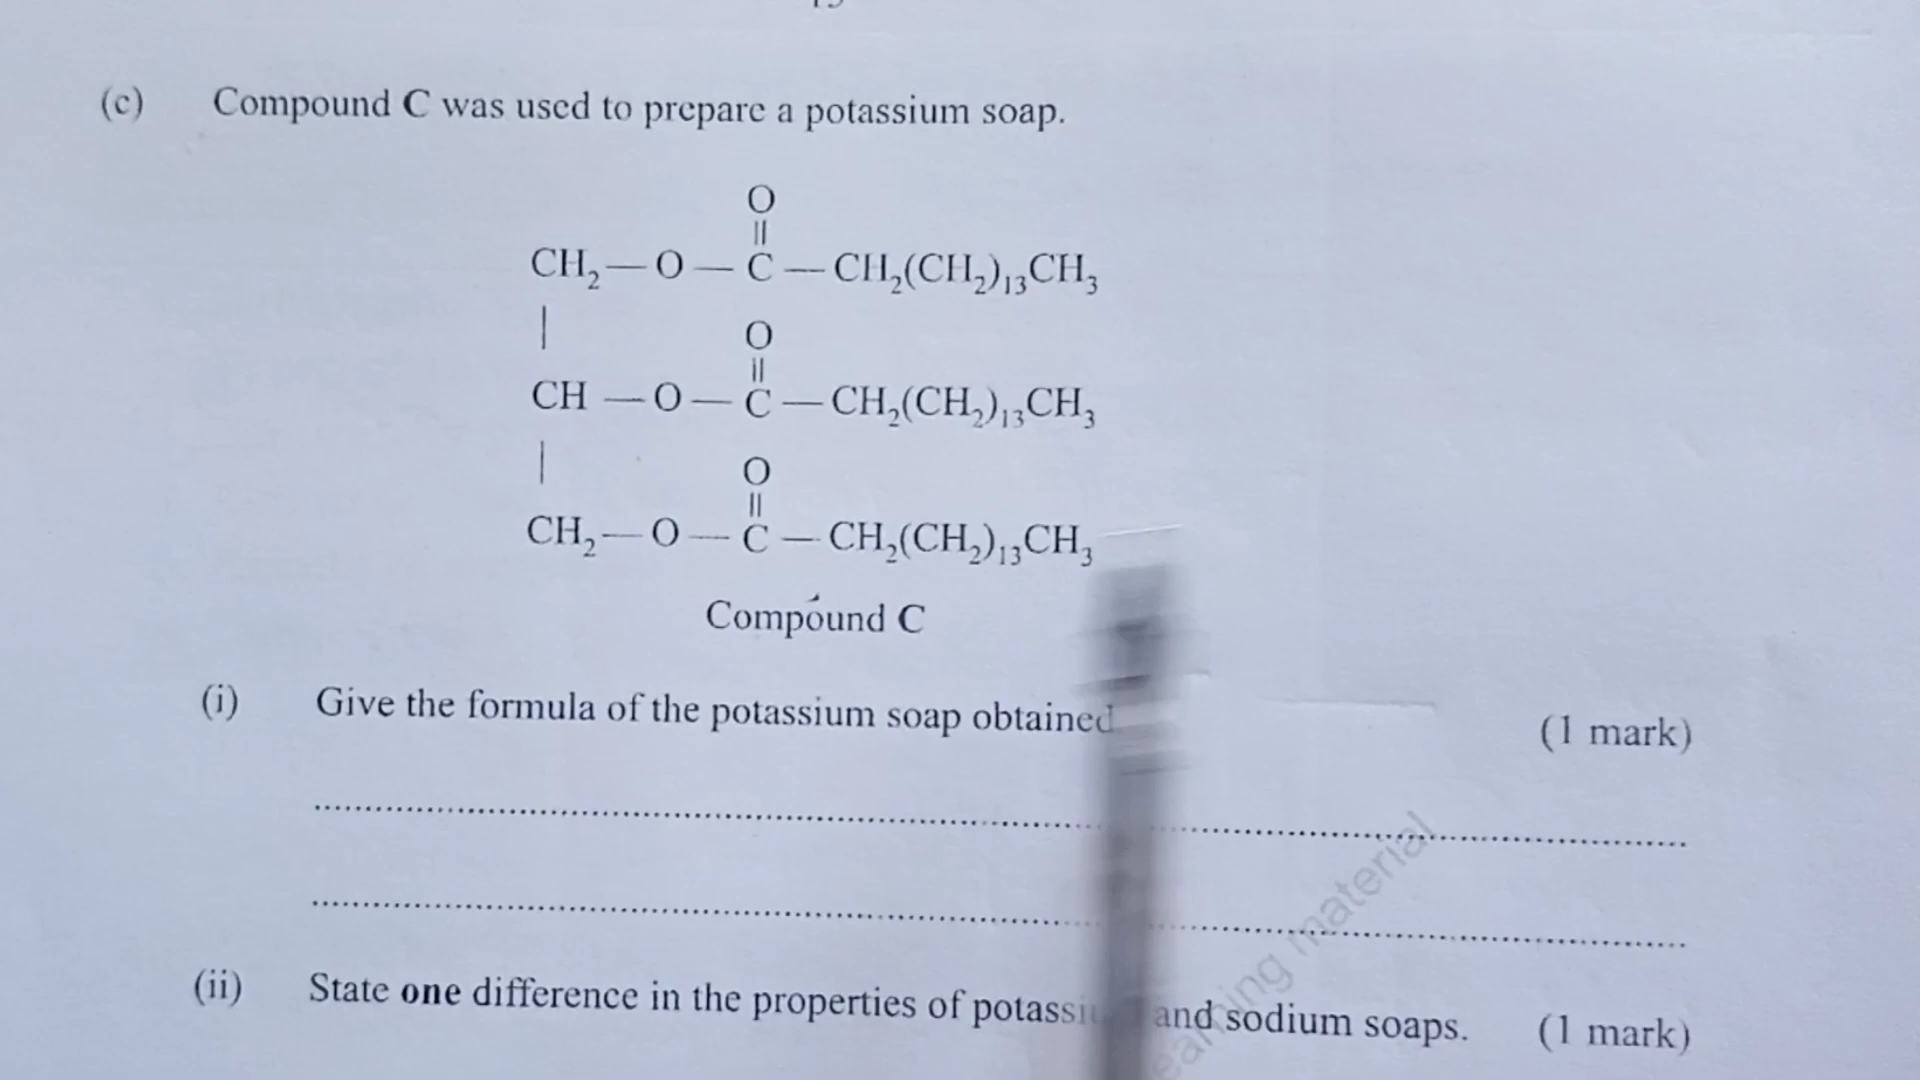 (c) Compound C was used to prepare a potassium soap.
O
||
CH₂—O—C—CH₂(CH₂)₁₃CH₃
|
O
||
CH—O—C—CH₂(CH₂)₁₃CH₃
|
O
||
CH₂—O—C—CH₂(CH₂)₁₃CH₃
Compound C
(i) Give the formula of the potassium soap obtained (1 mark)
(ii) State one difference in the properties of and sodium soaps. (1 mark)
material